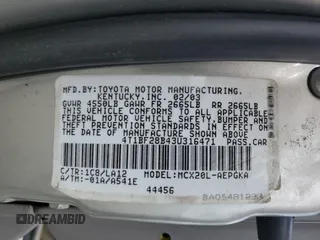 MFD.BY:TOYOTA MOTOR MANUFACTURING.
KENTUCKY.INC. 02/03
GVWR 4550LB GAWR FR 2665LB RR 2665LB
THIS VEHICLE CONFORMS TO ALL APPLICABLE
FEDERAL MOTOR VEHICLE SAFETY,BUMPER AND
THEFT PREVENTION STANDARDS IN EFFECT ON
THE DATE OF MANUFACTURE SHOWN ABOVE.
4T1BF28B43U316471 PASS.CAR
C/TR:1C8/LA12 MODEL:MCX20L-AEPGKA
A/TM:-01A/A541E
44456